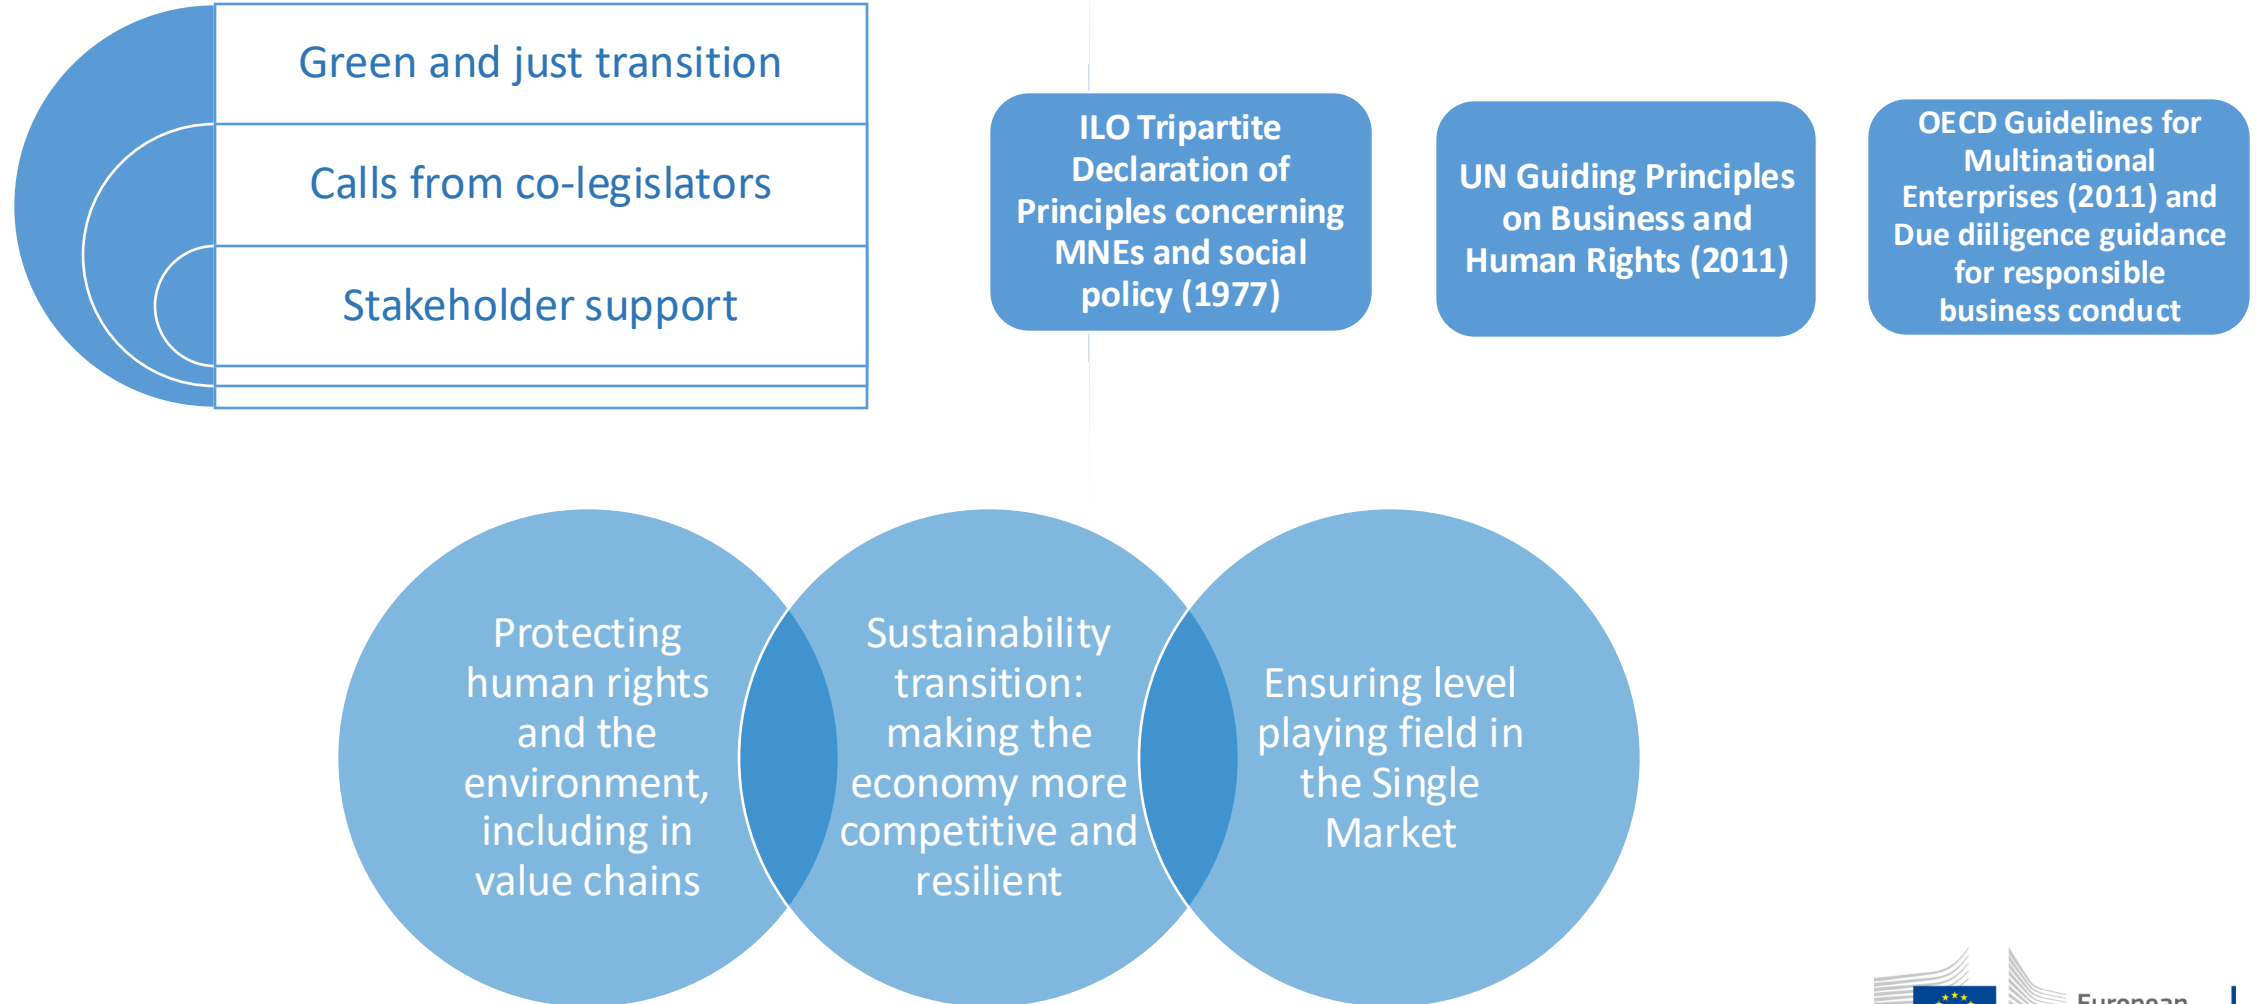 Green and just transition
Calls from co-legislators
Stakeholder support
ILO Tripartite
Declaration of
Principles concerning
MNEs and social
policy (1977)
UN Guiding Principles
on Business and
Human Rights (2011)
OECD Guidelines for
Multinational
Enterprises (2011) and
Due diiligence guidance
for responsible
business conduct
Protecting
human rights
and the
environment,
including in
value chains
Sustainability
transition:
making the
economy more
competitive and
resilient
Ensuring level
playing field in
the Single
Market
European